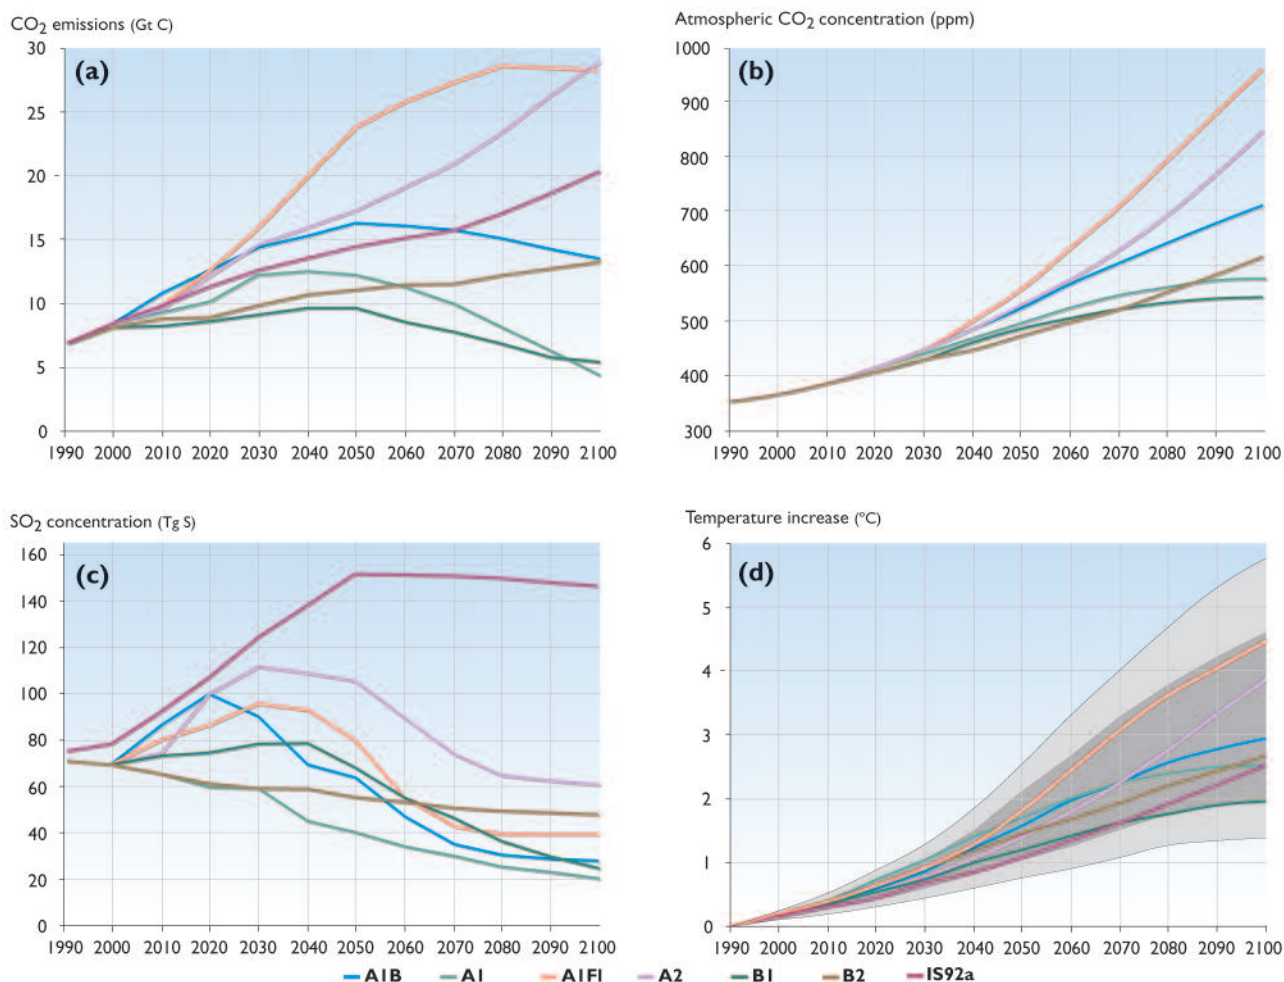 CO₂ emissions (Gt C)
30
(a)
25
20
15
10
5
0
1990 2000 2010 2020 2030 2040 2050 2060 2070 2080 2090 2100
Atmospheric CO₂ concentration (ppm)
1000
(b)
900
800
700
600
500
400
300
1990 2000 2010 2020 2030 2040 2050 2060 2070 2080 2090 2100
SO₂ concentration (Tg S)
160
(c)
140
120
100
80
60
40
20
0
1990 2000 2010 2020 2030 2040 2050 2060 2070 2080 2090 2100
Temperature increase (ºC)
6
(d)
5
4
3
2
1
0
1990 2000 2010 2020 2030 2040 2050 2060 2070 2080 2090 2100
A1B A1 A1FI A2 B1 B2 IS92a